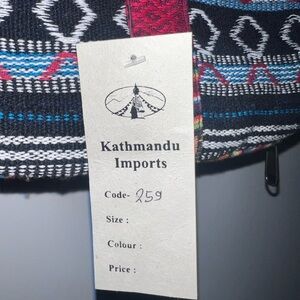 Kathmandu
Imports
Code- 259
Size :
Colour :
Price :